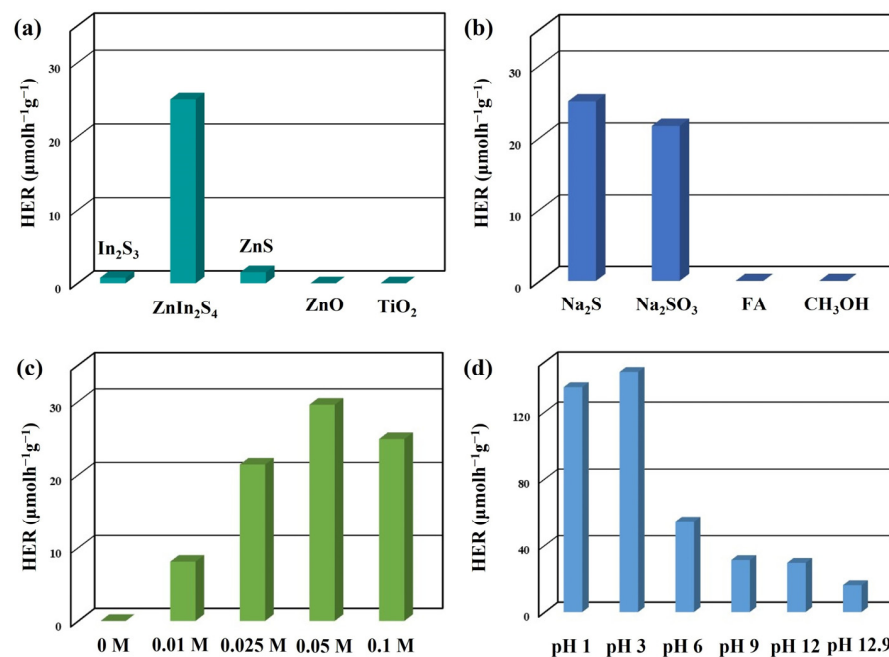 (a)
HER (μmolh⁻¹g⁻¹)
30
20
10
0
In₂S₃
ZnIn₂S₄
ZnS
ZnO
TiO₂
(b)
HER (μmolh⁻¹g⁻¹)
30
20
10
0
Na₂S
Na₂SO₃
FA
CH₃OH
(c)
HER (μmolh⁻¹g⁻¹)
30
20
10
0
0 M
0.01 M
0.025 M
0.05 M
0.1 M
(d)
HER (μmolh⁻¹g⁻¹)
120
80
40
0
pH 1
pH 3
pH 6
pH 9
pH 12
pH 12.9